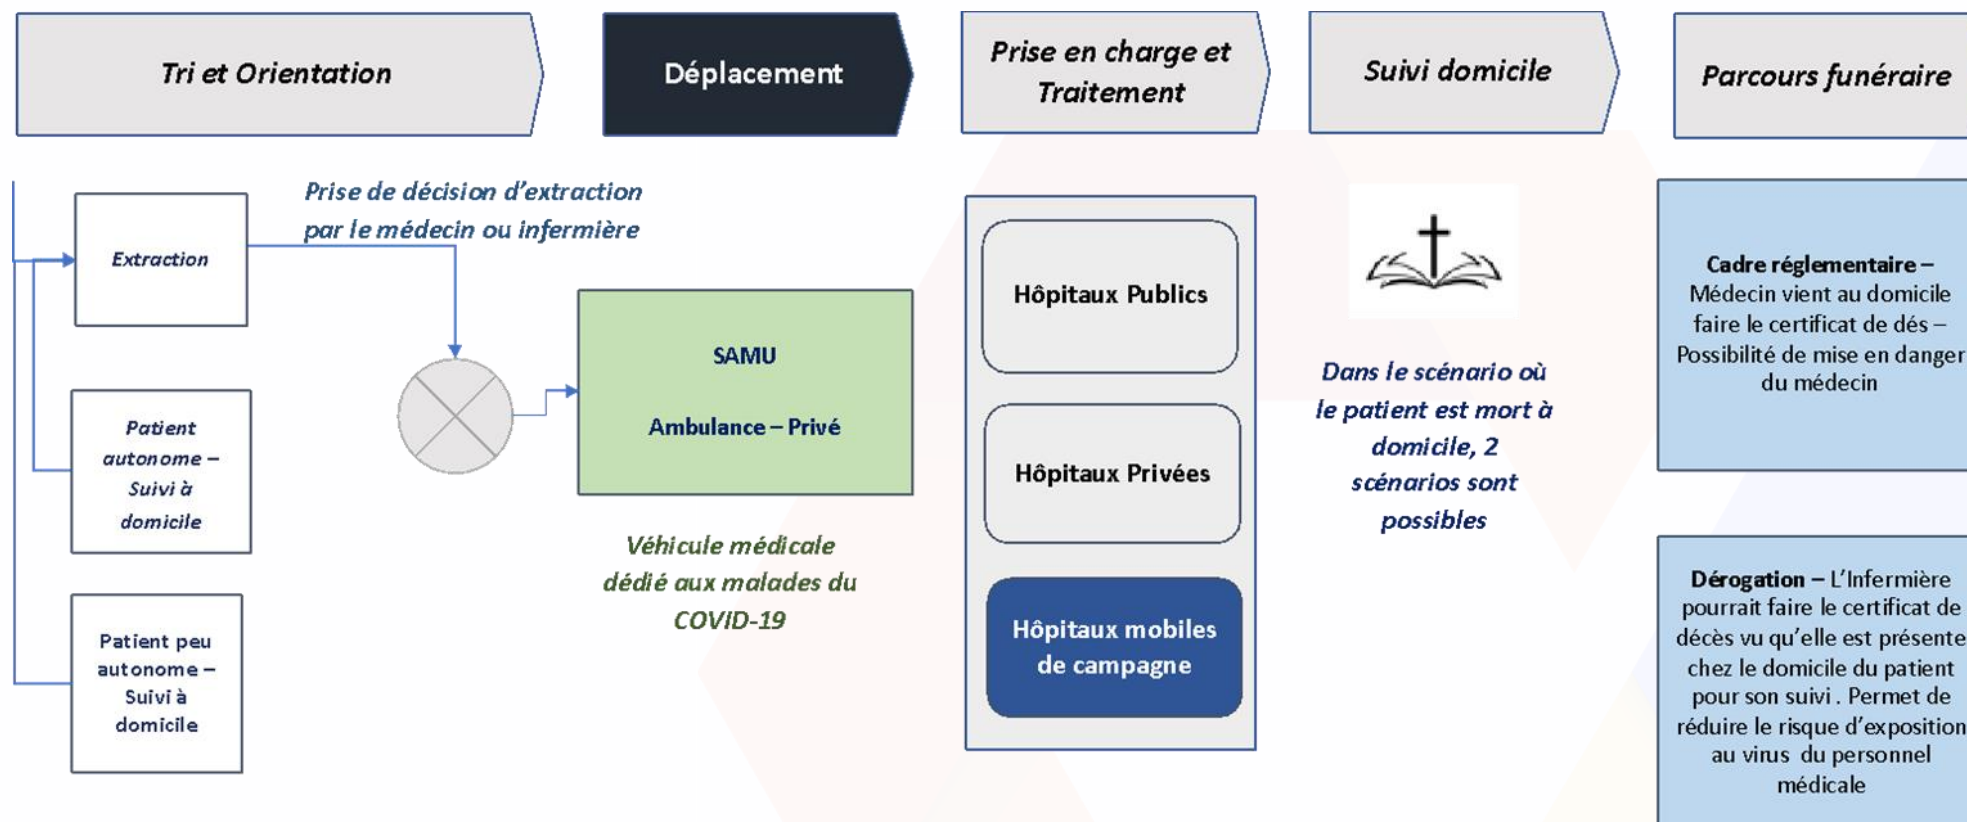 Tri et Orientation
Déplacement
Prise en charge et
Traitement
Suivi domicile
Parcours funéraire
Extraction
Prise de décision d'extraction
par le médecin ou infermière
Patient
autonome –
Suivi à
domicile
Patient peu
autonome –
Suivi à
domicile
SAMU
Ambulance – Privé
Véhicule médicale
dédié aux malades du
COVID-19
Hôpitaux Publics
Hôpitaux Privées
Hôpitaux mobiles
de campagne
Dans le scénario où
le patient est mort à
domicile, 2
scénarios sont
possibles
Cadre réglementaire –
Médecin vient au domicile
faire le certificat de dés –
Possibilité de mise en danger
du médecin
Dérogation – L'Infermière
pourrait faire le certificat de
décès vu qu'elle est présente
chez le domicile du patient
pour son suivi . Permet de
réduire le risque d'exposition
au virus du personnel
médicale